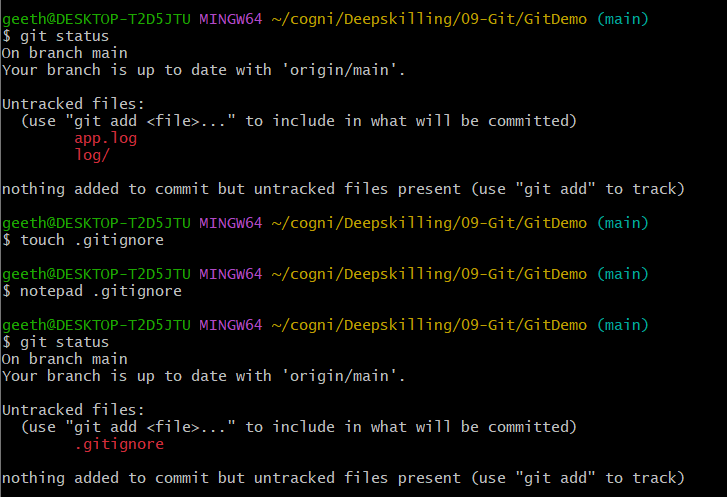 geeth@DESKTOP-T2D5JTU MINGW64 ~/cogni/Deepskilling/09-Git/GitDemo (main)
$ git status
On branch main
Your branch is up to date with 'origin/main'.
Untracked files:
  (use "git add <file>..." to include in what will be committed)
        app.log
        log/
nothing added to commit but untracked files present (use "git add" to track)
geeth@DESKTOP-T2D5JTU MINGW64 ~/cogni/Deepskilling/09-Git/GitDemo (main)
$ touch .gitignore
geeth@DESKTOP-T2D5JTU MINGW64 ~/cogni/Deepskilling/09-Git/GitDemo (main)
$ notepad .gitignore
geeth@DESKTOP-T2D5JTU MINGW64 ~/cogni/Deepskilling/09-Git/GitDemo (main)
$ git status
On branch main
Your branch is up to date with 'origin/main'.
Untracked files:
  (use "git add <file>..." to include in what will be committed)
        .gitignore
nothing added to commit but untracked files present (use "git add" to track)